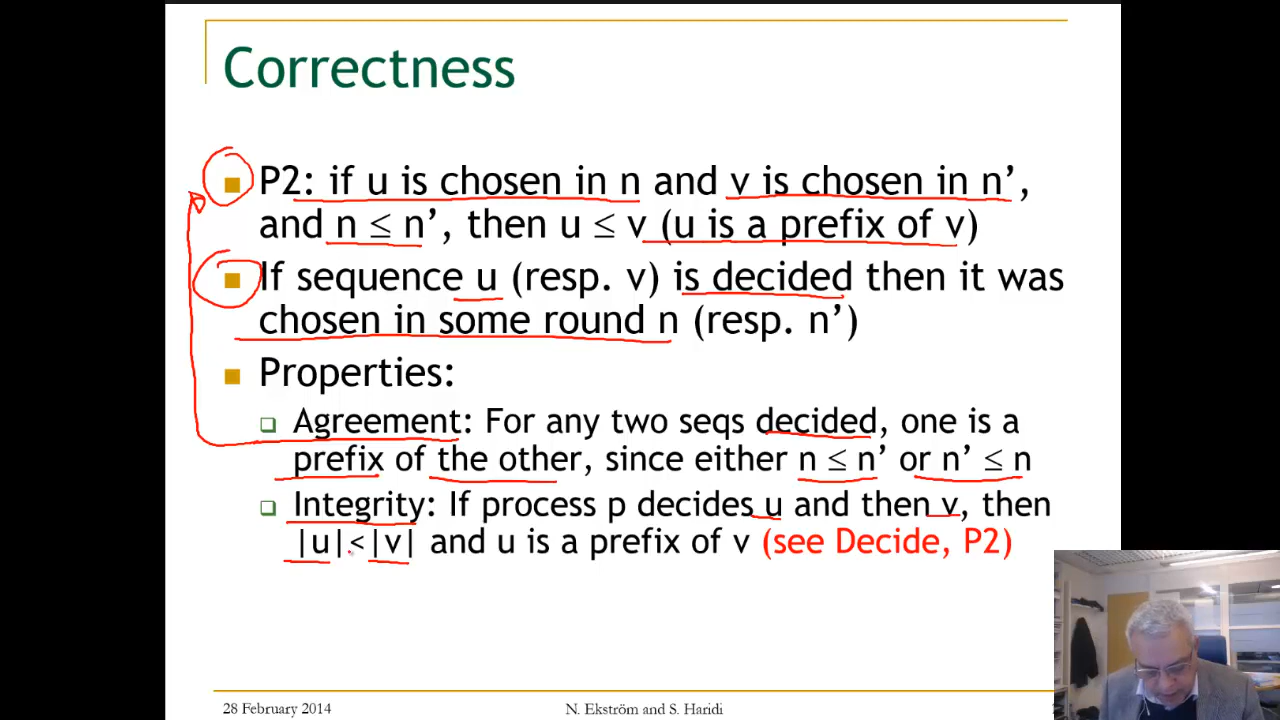 Correctness
P2: if u is chosen in n and v is chosen in n’,
and n ≤ n’, then u ≤ v (u is a prefix of v)
If sequence u (resp. v) is decided then it was
chosen in some round n (resp. n’)
Properties:
Agreement: For any two seqs decided, one is a
prefix of the other, since either n ≤ n’ or n’ ≤ n
Integrity: If process p decides u and then v, then
|u|<|v| and u is a prefix of v (see Decide, P2)
28 February 2014
N. Ekström and S. Haridi